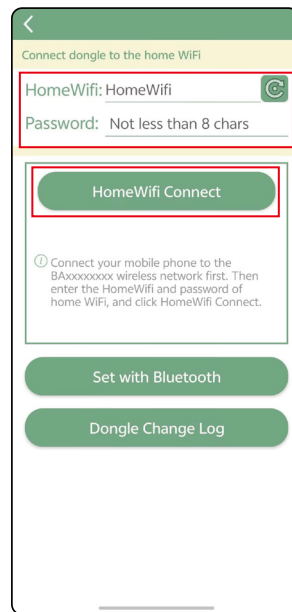 Connect dongle to the home WiFi
HomeWifi: HomeWifi
Password: Not less than 8 chars
HomeWifi Connect
Connect your mobile phone to the
BAxxxxxxxx wireless network first. Then
enter the HomeWifi and password of
home WiFi, and click HomeWifi Connect.
Set with Bluetooth
Dongle Change Log